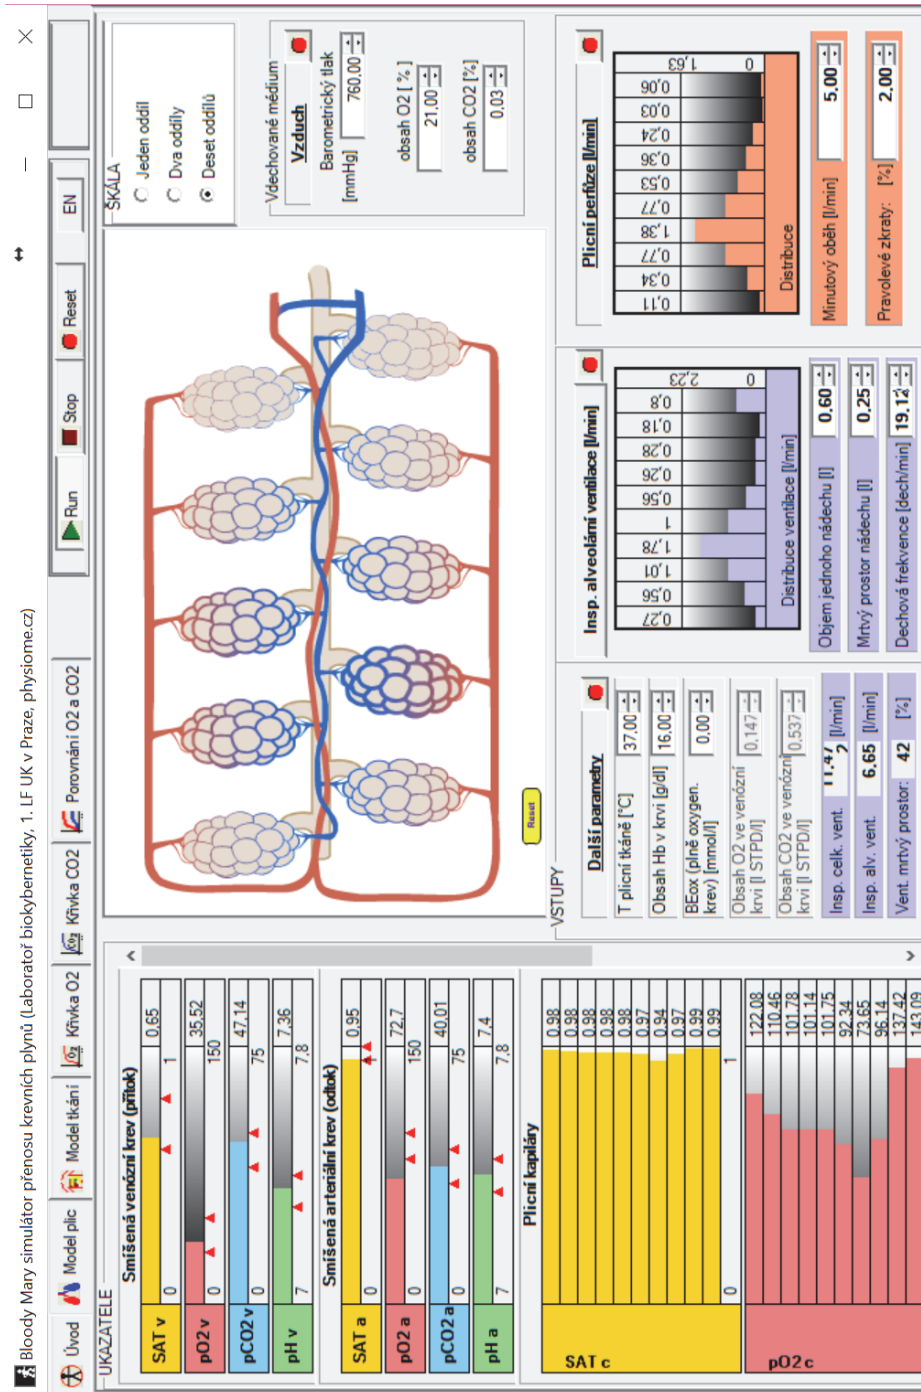 Bloody Mary simulátor přenosu krevních plynů (Laboratoř biokybernetiky, 1. LF UK v Praze, physiome.cz)
Úvod
Model plic
Model tkání
Křivka O2
Křivka CO2
Porovnání O2 a CO2
Run
Stop
Reset
EN
UKAZATELE
Smíšená venózní krev (přítok)
SAT v
0,65
0
1
pO2 v
35,52
0
150
pCO2 v
47,14
0
75
pH v
7,36
7
7,8
Smíšená arteriální krev (odtok)
SAT a
0,95
0
1
pO2 a
72,7
0
150
pCO2 a
40,01
0
75
pH a
7,4
7
7,8
Plicní kapiláry
SAT c
0,98
0,98
0,98
0,98
0,98
0,97
0,94
0,97
0,99
0,99
0
1
pO2 c
122,08
110,46
101,78
101,14
101,75
92,34
73,65
96,14
137,42
143,09
Reset
ŠKÁLA
Jeden oddíl
Dva oddíly
Deset oddílů
Vdechované médium
Vzduch
Barometrický tlak
[mmHg]
760,00
obsah O2 [ % ]
21,00
obsah CO2 [%]
0,03
VSTUPY
Další parametry
T plicní tkáně [°C]
37,00
Obsah Hb v krvi [g/dl]
16,00
BEox (plně oxygen.
krev) [mmol/l]
0,00
Obsah O2 ve venózní
krvi [l STPD/l]
0,147
Obsah CO2 ve venózní
krvi [l STPD/l]
0,537
Insp. celk. vent.
[l/min]
Insp. alv. vent.
6,65
[l/min]
Vent. mrtvý prostor:
42
[%]
Insp. alveolární ventilace [l/min]
0,27
0,56
1,01
1,78
1
0,56
0,26
0,28
0,18
0,8
0
2,23
Distribuce ventilace [l/min]
Objem jednoho nádechu [l]
0,60
Mrtvý prostor nádechu [l]
0,25
Dechová frekvence [dech/min]
19,12
Plicní perfúze [l/min]
0,11
0,34
0,77
1,38
0,77
0,53
0,36
0,24
0,03
0,06
0
1,63
Distribuce
Minutový oběh [l/min]
5,00
Pravolevé zkraty: [%]
2,00